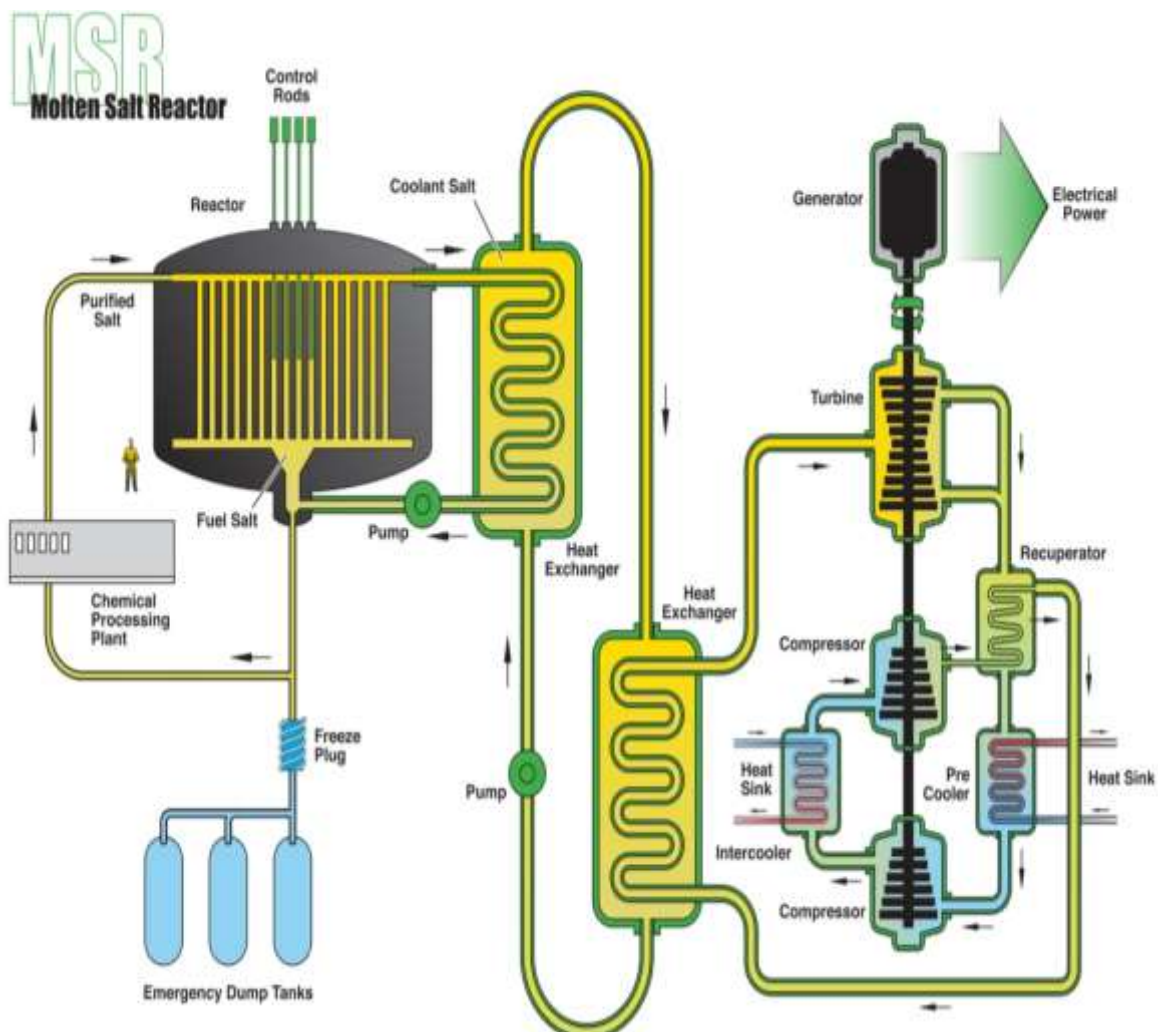 MSR
Molten Salt Reactor
Control
Rods
Reactor
Coolant Salt
Generator
Electrical
Power
Purified
Salt
Turbine
Fuel Salt
Pump
Heat
Exchanger
Recuperator
Chemical
Processing
Plant
Heat
Exchanger
Compressor
Freeze
Plug
Pump
Heat
Sink
Pre
Cooler
Heat Sink
Intercooler
Compressor
Emergency Dump Tanks